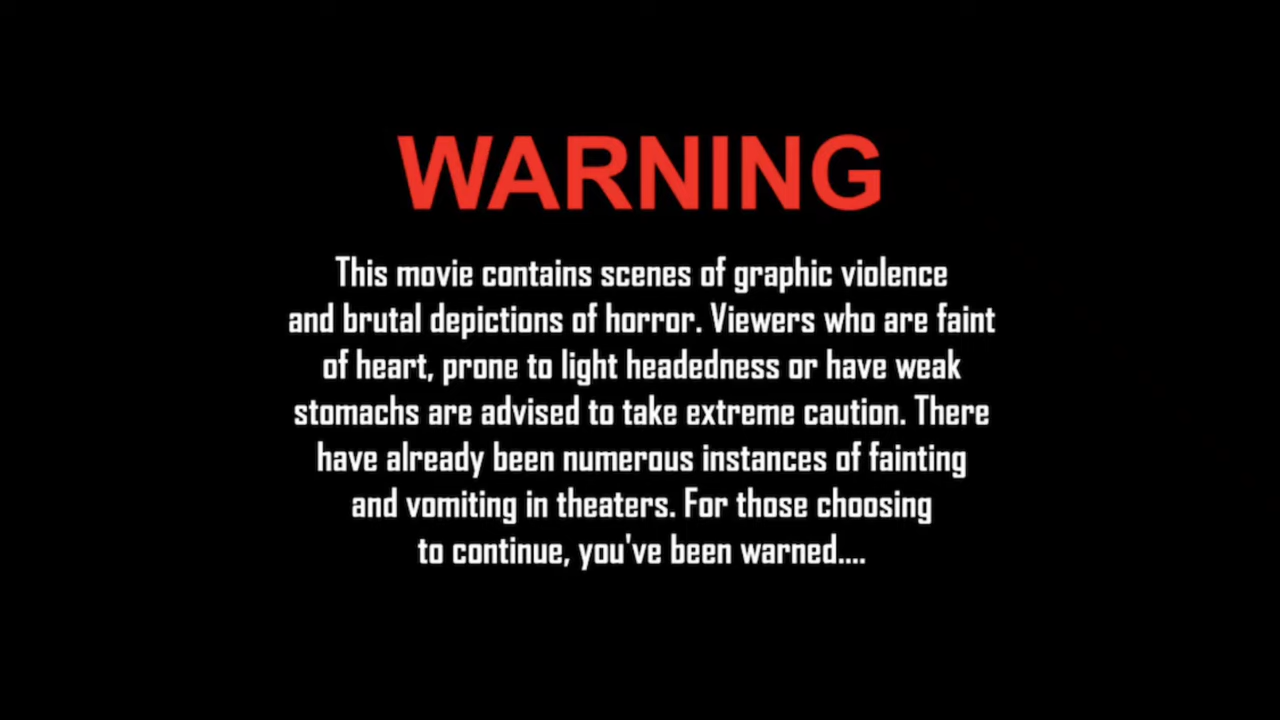 WARNING
This movie contains scenes of graphic violence
and brutal depictions of horror. Viewers who are faint
of heart, prone to light headedness or have weak
stomachs are advised to take extreme caution. There
have already been numerous instances of fainting
and vomiting in theaters. For those choosing
to continue, you've been warned....